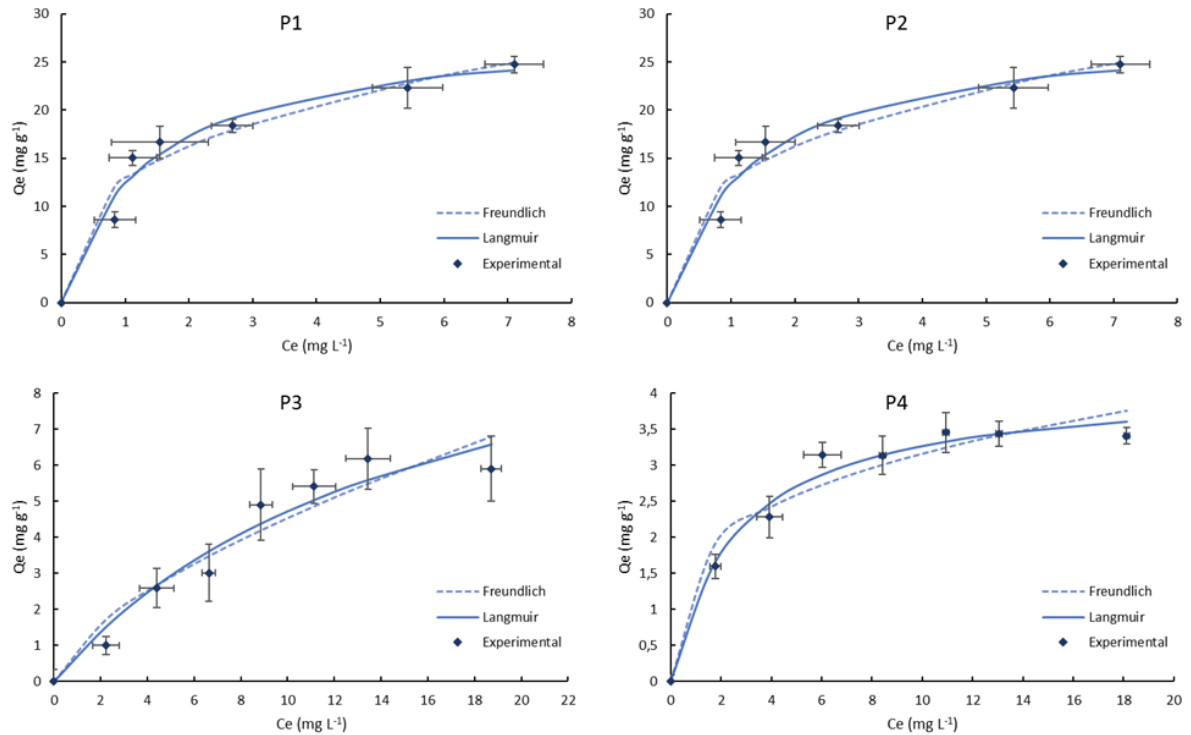 P1
Qe (mg g⁻¹)
30
25
20
15
10
5
0
0 1 2 3 4 5 6 7 8
Ce (mg L⁻¹)
Freundlich
Langmuir
Experimental
P2
Qe (mg g⁻¹)
30
25
20
15
10
5
0
0 1 2 3 4 5 6 7 8
Ce (mg L⁻¹)
Freundlich
Langmuir
Experimental
P3
Qe (mg g⁻¹)
8
7
6
5
4
3
2
1
0
0 2 4 6 8 10 12 14 16 18 20 22
Ce (mg L⁻¹)
Freundlich
Langmuir
Experimental
P4
Qe (mg g⁻¹)
4
3,5
3
2,5
2
1,5
1
0,5
0
0 2 4 6 8 10 12 14 16 18 20
Ce (mg L⁻¹)
Freundlich
Langmuir
Experimental